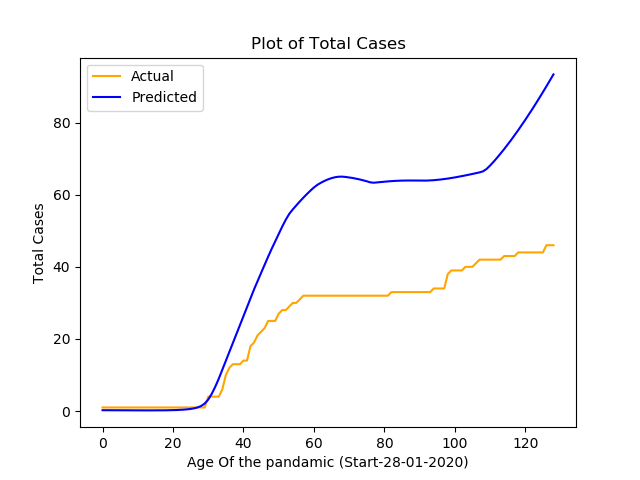 Plot of Total Cases
Actual
Predicted
80
60
40
20
0
Total Cases
0 20 40 60 80 100 120
Age Of the pandamic (Start-28-01-2020)